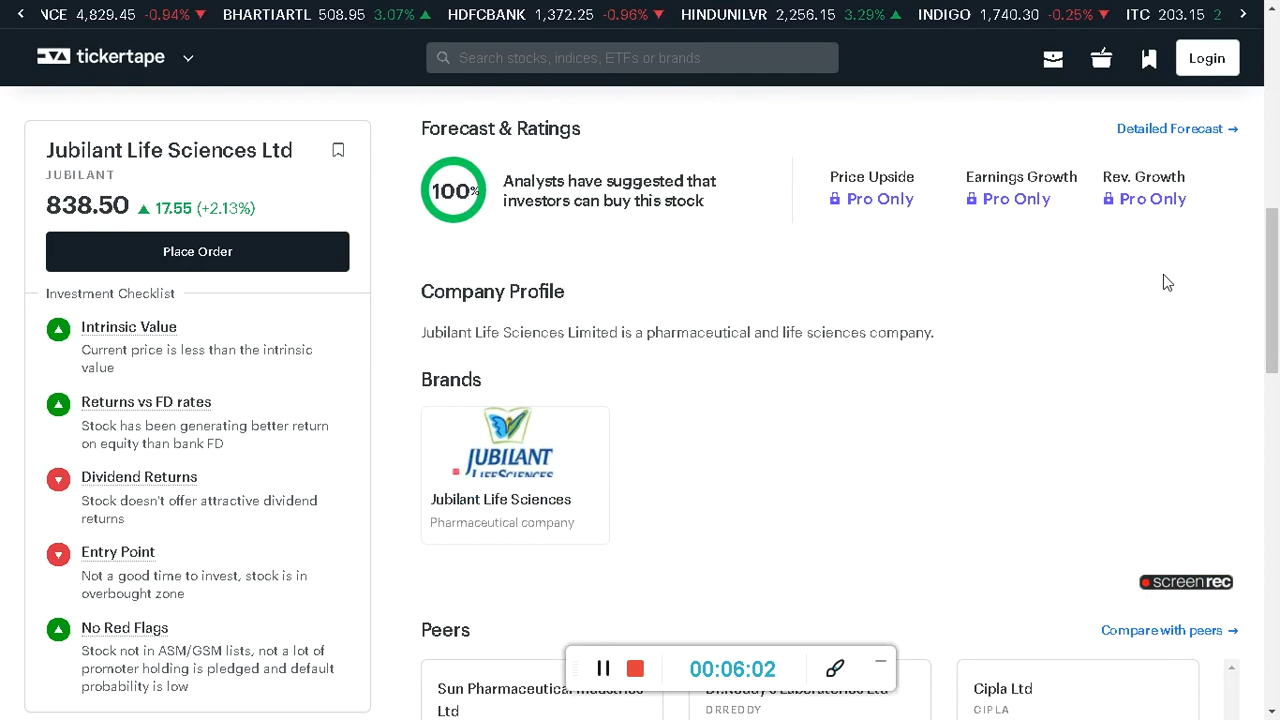 NCE 4,829.45 -0.94% BHARTIARTL 508.95 3.07% HDFCBANK 1,372.25 -0.96% HINDUNILVR 2,256.15 3.29% INDIGO 1,740.30 -0.25% ITC 203.15 2
tickertape
Search stocks, indices, ETFs or brands
Login
Jubilant Life Sciences Ltd
JUBILANT
838.50 17.55 (+2.13%)
Place Order
Investment Checklist
Intrinsic Value
Current price is less than the intrinsic
value
Returns vs FD rates
Stock has been generating better return
on equity than bank FD
Dividend Returns
Stock doesn't offer attractive dividend
returns
Entry Point
Not a good time to invest, stock is in
overbought zone
No Red Flags
Stock not in ASM/GSM lists, not a lot of
promoter holding is pledged and default
probability is low
Forecast & Ratings
Detailed Forecast →
100%
Analysts have suggested that
investors can buy this stock
Price Upside
Pro Only
Earnings Growth
Pro Only
Rev. Growth
Pro Only
Company Profile
Jubilant Life Sciences Limited is a pharmaceutical and life sciences company.
Brands
JUBILANT
LIFESCIENCES
Jubilant Life Sciences
Pharmaceutical company
screenrec
Peers
Compare with peers →
00:06:02
Sun Pharmaceutical Industries
Ltd
Dr.Reddy's Laboratories Ltd
DRREDDY
Cipla Ltd
CIPLA